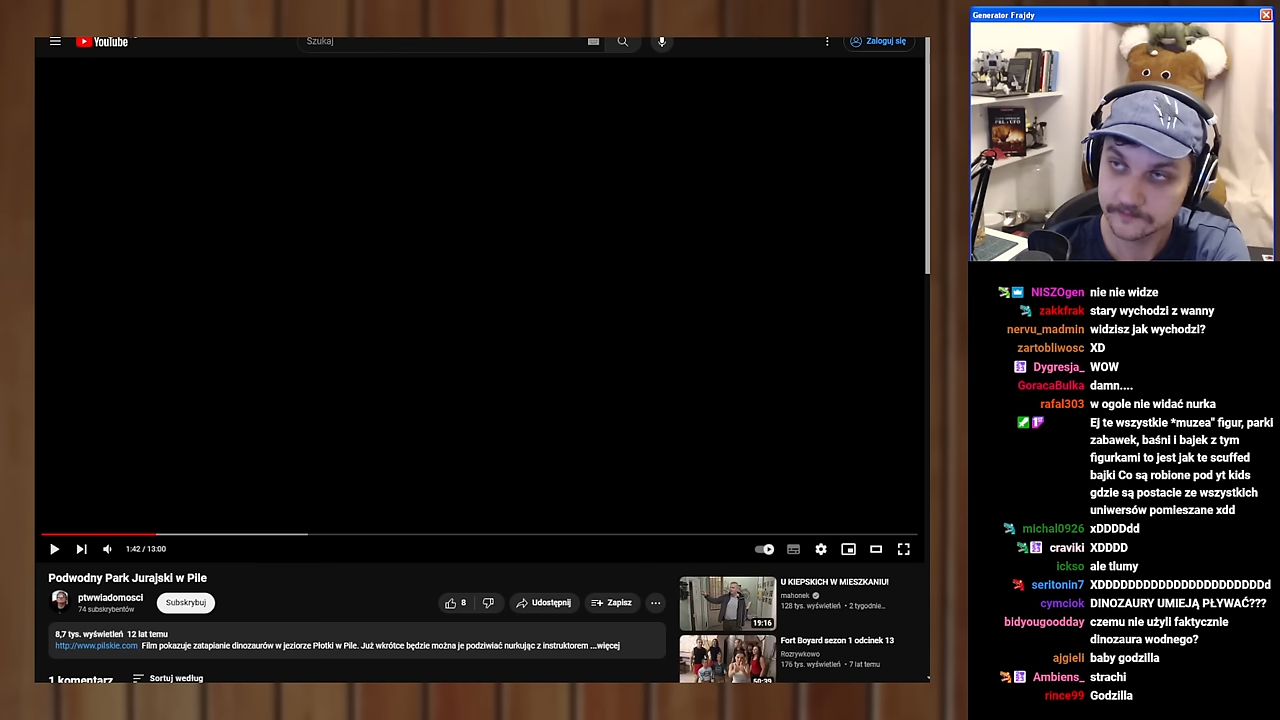 Generator Frajdy
YouTube
Szukaj
Zaloguj się
1:42 / 13:00
Podwodny Park Jurajski w Pile
ptwwiadomosci
74 subskrybentów
Subskrybuj
8
Udostępnij
Zapisz
8,7 tys. wyświetleń 12 lat temu
http://www.pilskie.com Film pokazuje zatapianie dinozaurów w jeziorze Płotki w Pile. Już wkrótce będzie można je podziwiać nurkując z instruktorem ...więcej
1 komentarz
Sortuj według
19:16
U KIEPSKICH W MIESZKANIU!
mahonek
128 tys. wyświetleń • 2 tygodnie...
50:39
Fort Boyard sezon 1 odcinek 13
Rozzywkowo
176 tys. wyświetleń • 7 lat temu
NISZOgen nie nie widze
zakkfrak stary wychodzi z wanny
nervu_madmin widzisz jak wychodzi?
zartobliwosc XD
Dygresja_ WOW
GoracaBulka damn....
rafal303 w ogole nie widać nurka
Ej te wszystkie *muzea" figur, parki
zabawek, baśni i bajek z tym
figurkami to jest jak te scuffed
bajki Co są robione pod yt kids
gdzie są postacie ze wszystkich
uniwersów pomieszane xdd
michal0926 xDDDDdd
craviki XDDDD
ickso ale tlumy
seritonin7 XDDDDDDDDDDDDDDDDDDDDDDd
cymciok DINOZAURY UMIEJĄ PŁYWAĆ???
bidyougoodday czemu nie użyli faktycznie
dinozaura wodnego?
ajgieli baby godzilla
Ambiens_ strachi
rince99 Godzilla